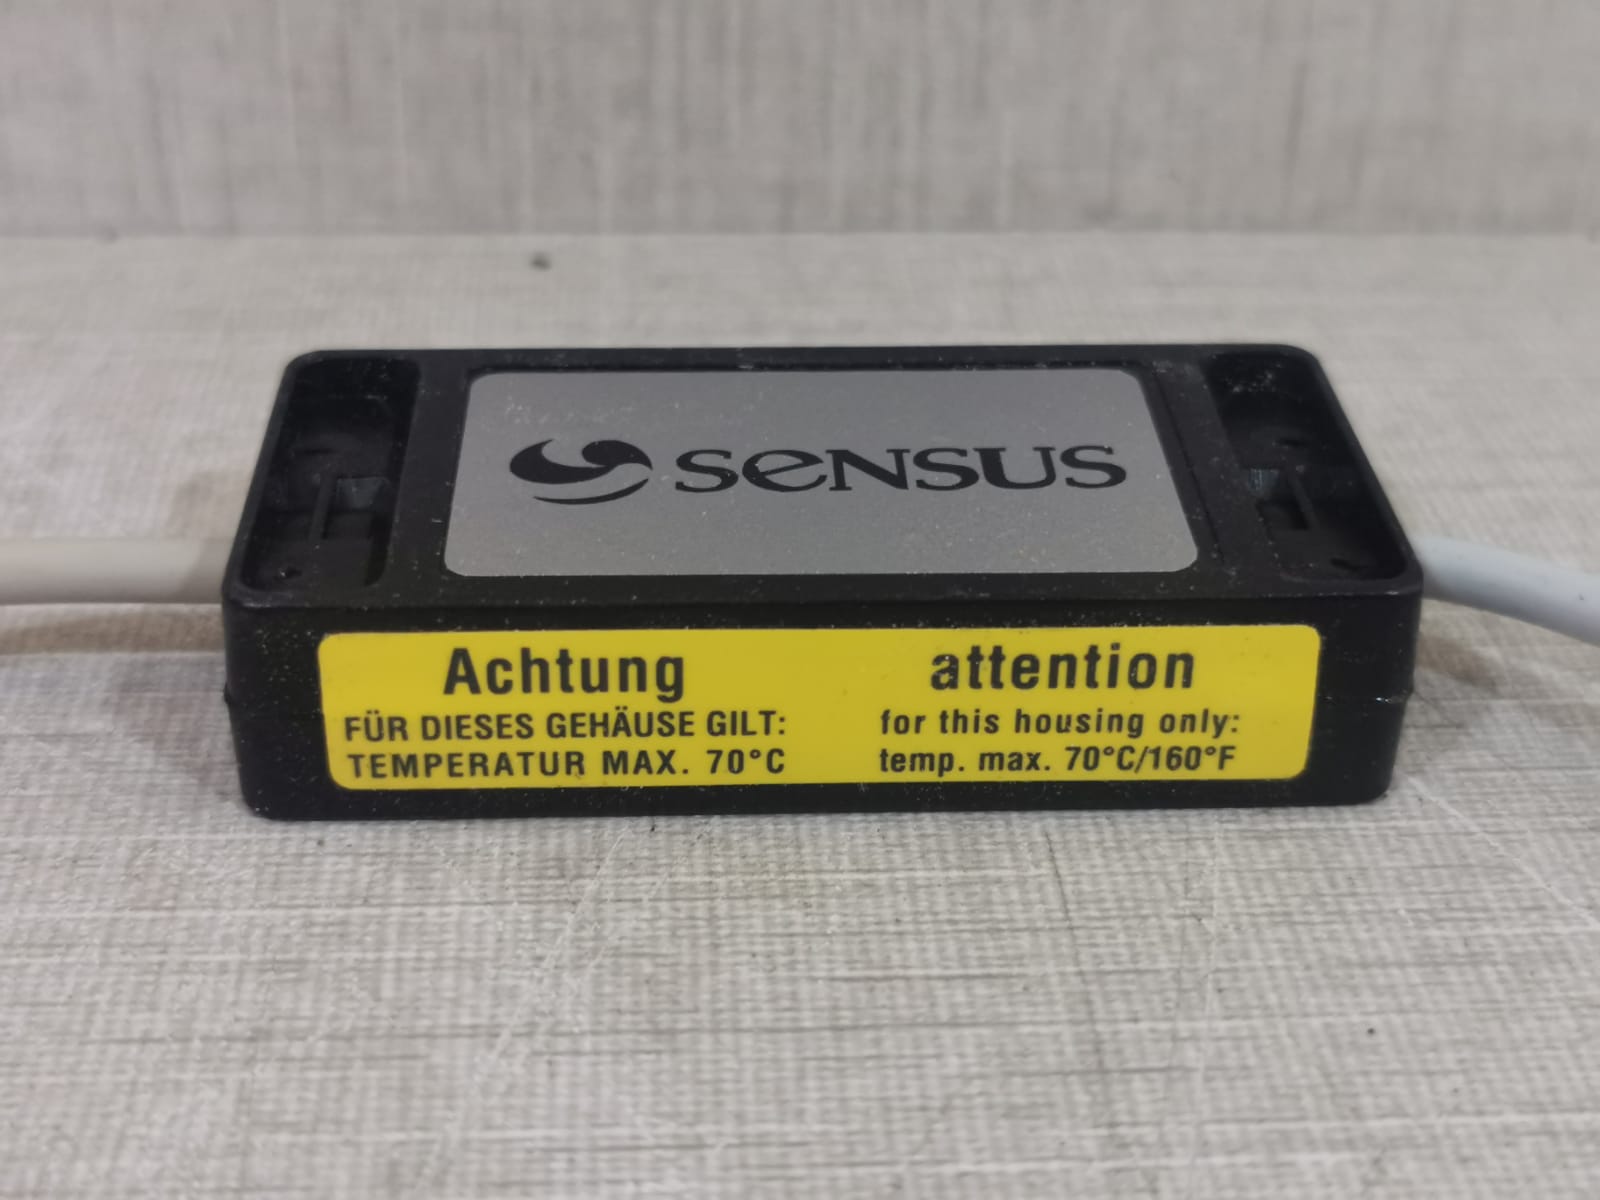 SENSUS
Achtung
FÜR DIESES GEHÄUSE GILT:
TEMPERATUR MAX. 70°C
attention
for this housing only:
temp. max. 70°C/160°F